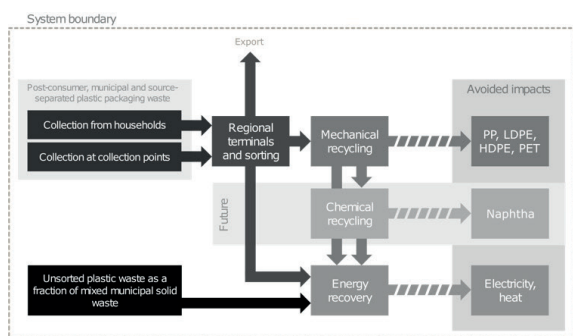 System boundary
Export
Post-consumer, municipal and source-
separated plastic packaging waste
Avoided impacts
Collection from households
Collection at collection points
Regional
terminals
and sorting
Mechanical
recycling
PP, LDPE,
HDPE, PET
Future
Chemical
recycling
Naphtha
Unsorted plastic waste as a
fraction of mixed municipal solid
waste
Energy
recovery
Electricity,
heat